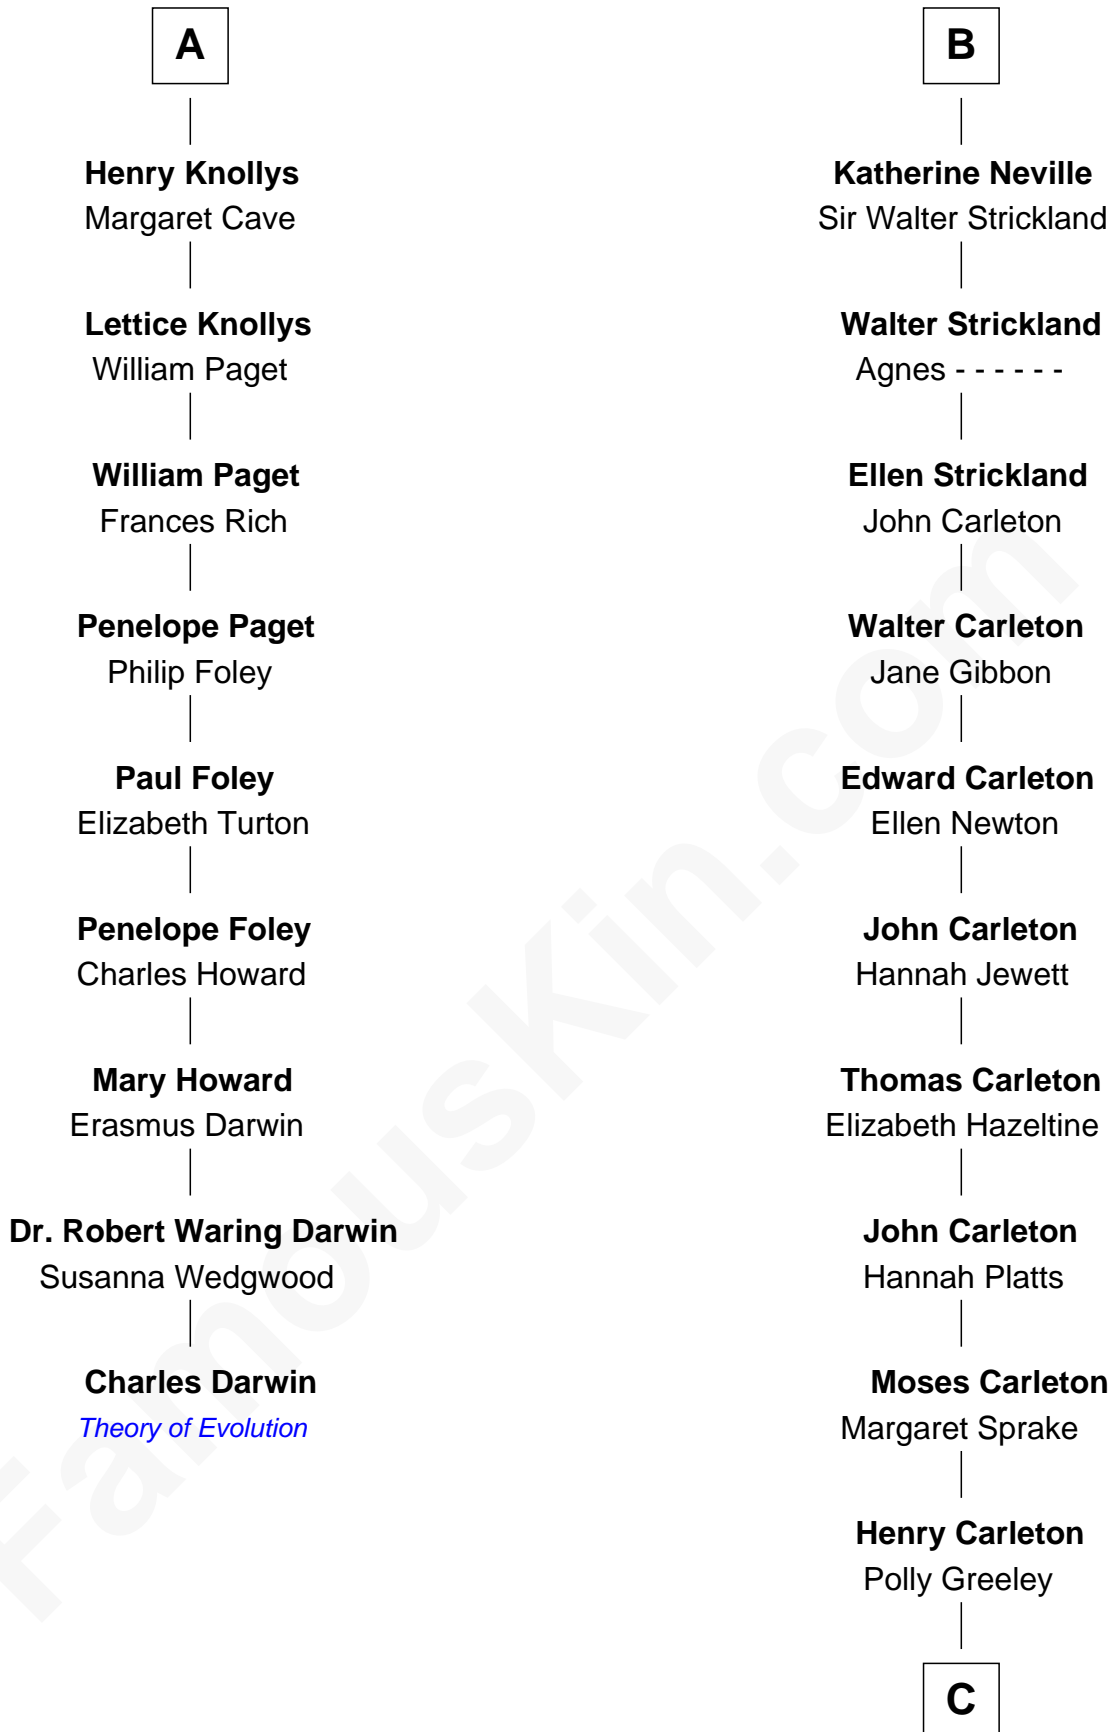 A
Henry Knollys
Margaret Cave
Lettice Knollys
William Paget
William Paget
Frances Rich
Penelope Paget
Philip Foley
Paul Foley
Elizabeth Turton
Penelope Foley
Charles Howard
Mary Howard
Erasmus Darwin
Dr. Robert Waring Darwin
Susanna Wedgwood
Charles Darwin
Theory of Evolution
B
Katherine Neville
Sir Walter Strickland
Walter Strickland
Agnes - - - - - -
Ellen Strickland
John Carleton
Walter Carleton
Jane Gibbon
Edward Carleton
Ellen Newton
John Carleton
Hannah Jewett
Thomas Carleton
Elizabeth Hazeltine
John Carleton
Hannah Platts
Moses Carleton
Margaret Sprake
Henry Carleton
Polly Greeley
C
FamousKin.com